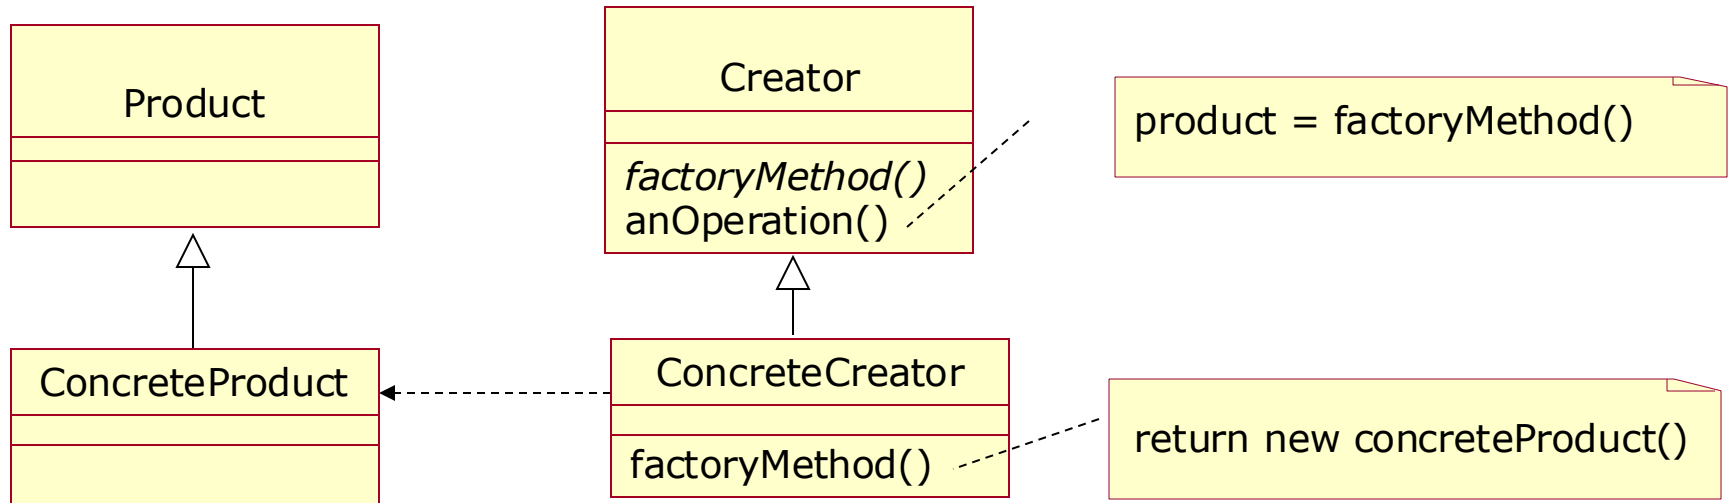 Product
Creator
factoryMethod()
anOperation()
product = factoryMethod()
ConcreteProduct
ConcreteCreator
factoryMethod()
return new concreteProduct()